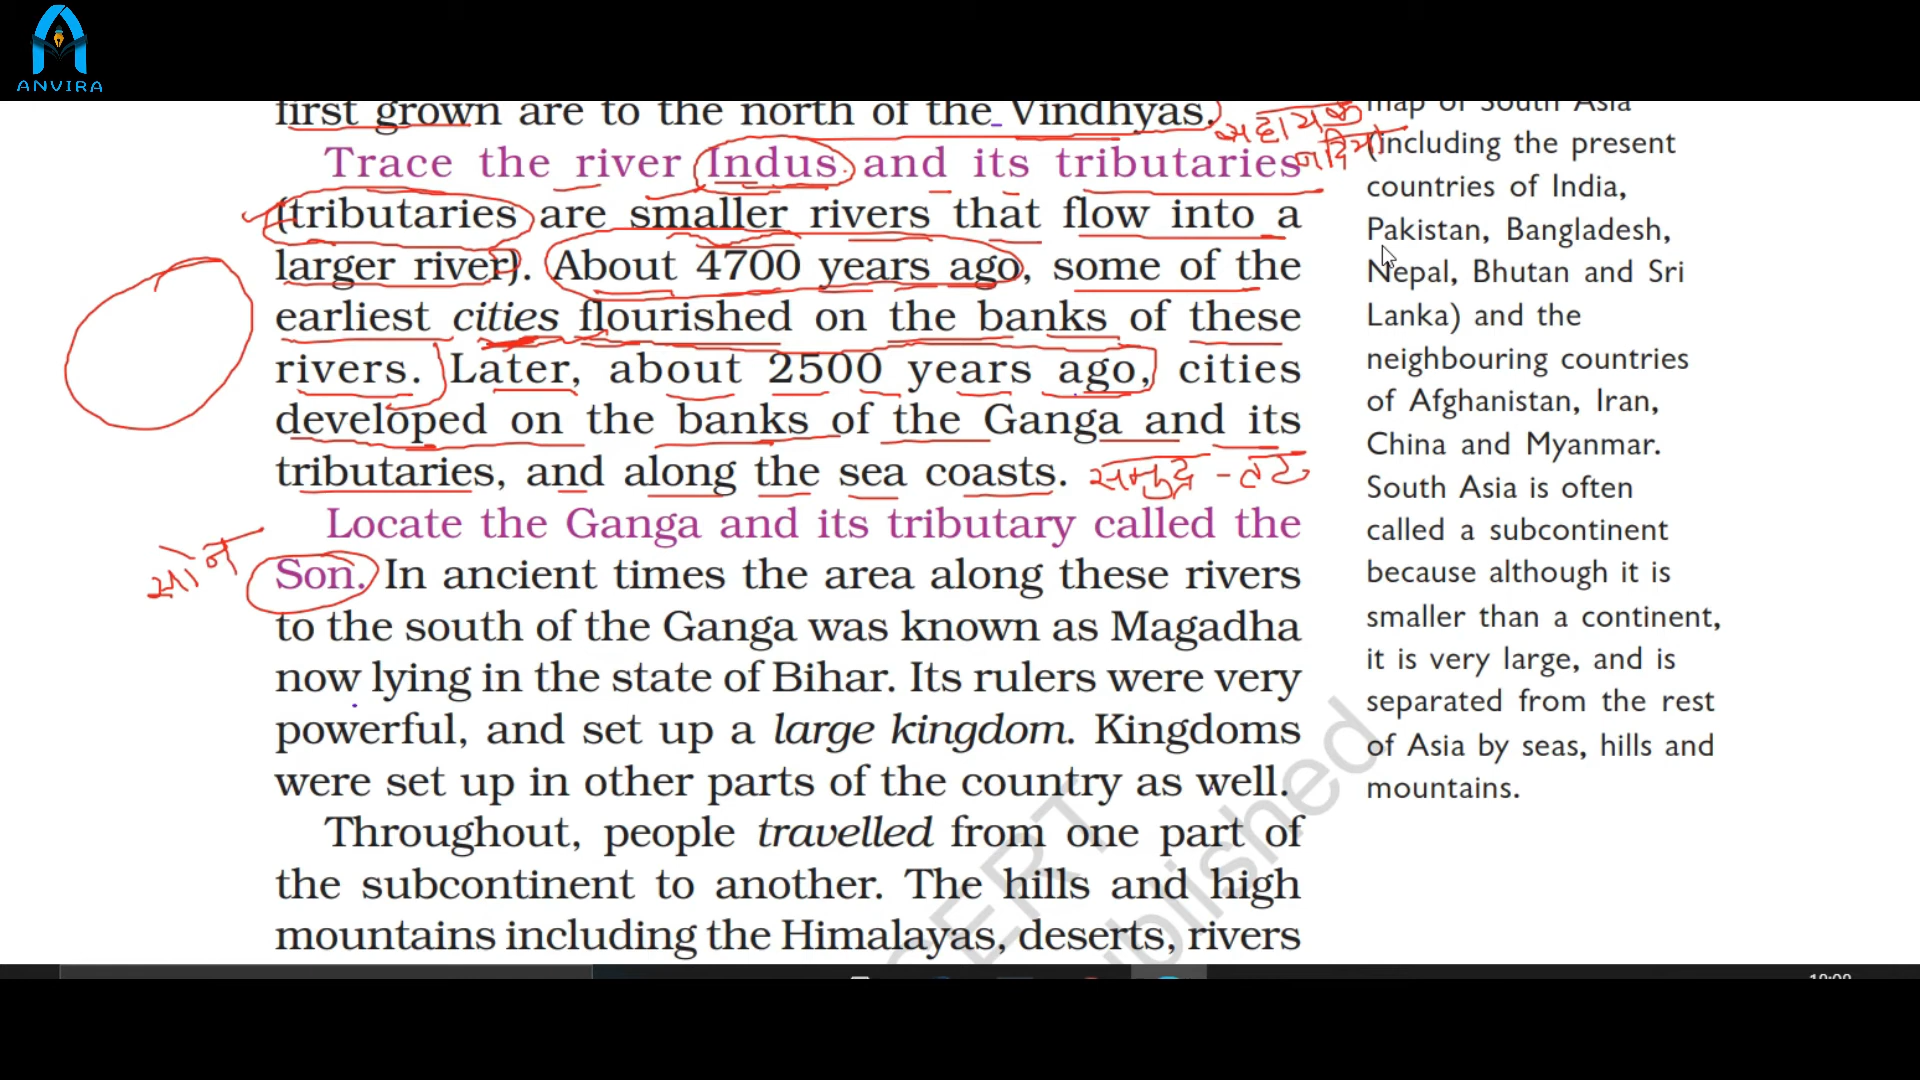 ANVIRA
first grown are to the north of the Vindhyas.
सहायक
नदियाँ
Trace the river Indus and its tributaries
(tributaries are smaller rivers that flow into a
larger river). About 4700 years ago, some of the
earliest cities flourished on the banks of these
rivers. Later, about 2500 years ago, cities
developed on the banks of the Ganga and its
tributaries, and along the sea coasts. समुद्र - तट
Locate the Ganga and its tributary called the
सोन
Son. In ancient times the area along these rivers
to the south of the Ganga was known as Magadha
now lying in the state of Bihar. Its rulers were very
powerful, and set up a large kingdom. Kingdoms
were set up in other parts of the country as well.
Throughout, people travelled from one part of
the subcontinent to another. The hills and high
mountains including the Himalayas, deserts, rivers
map of South Asia
(including the present
countries of India,
Pakistan, Bangladesh,
Nepal, Bhutan and Sri
Lanka) and the
neighbouring countries
of Afghanistan, Iran,
China and Myanmar.
South Asia is often
called a subcontinent
because although it is
smaller than a continent,
it is very large, and is
separated from the rest
of Asia by seas, hills and
mountains.